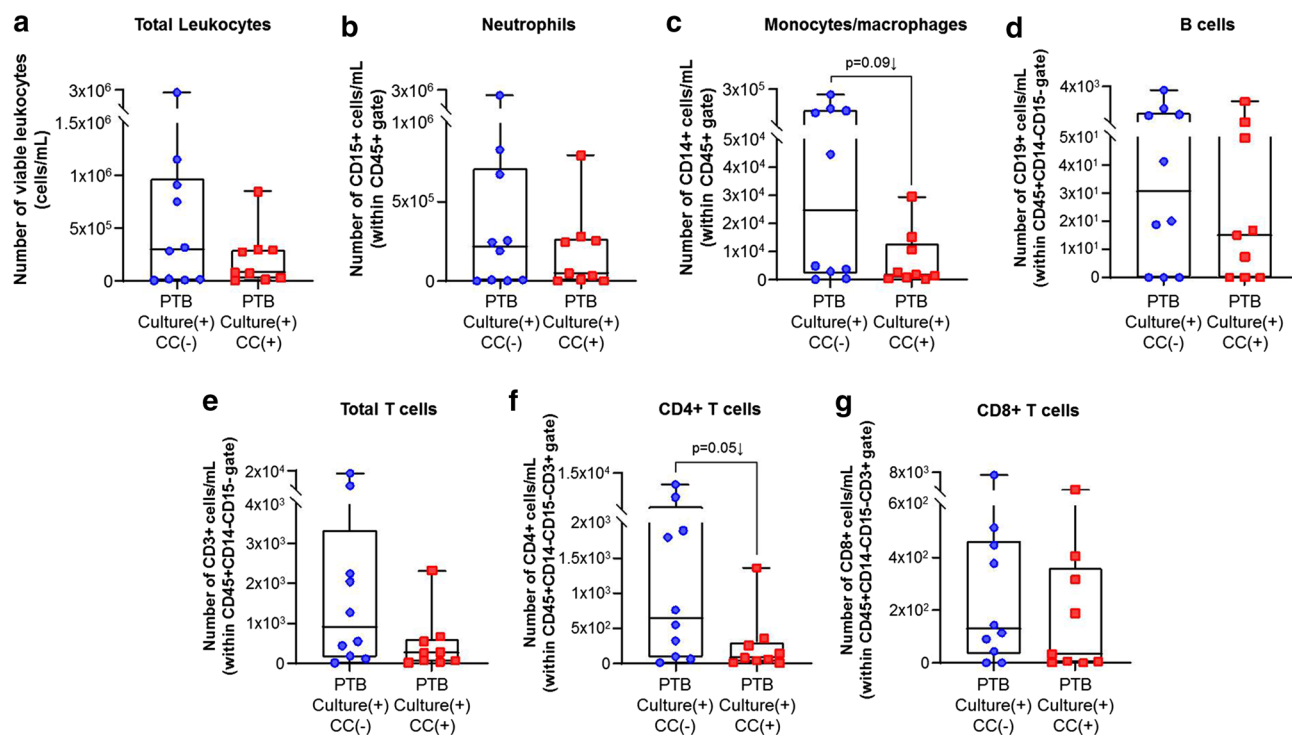 a
Total Leukocytes
Number of viable leukocytes
(cells/mL)
3x10⁶
1.5x10⁶
1x10⁶
5x10⁵
0
PTB
Culture(+)
CC(-)
PTB
Culture(+)
CC(+)
b
Neutrophils
Number of CD15+ cells/mL
(within CD45+ gate)
3x10⁶
1x10⁶
5x10⁵
0
PTB
Culture(+)
CC(-)
PTB
Culture(+)
CC(+)
c
Monocytes/macrophages
Number of CD14+ cells/mL
(within CD45+ gate)
p=0.09↓
3x10⁵
5x10⁴
3x10⁴
2x10⁴
1x10⁴
0
PTB
Culture(+)
CC(-)
PTB
Culture(+)
CC(+)
d
B cells
Number of CD19+ cells/mL
(within CD45+CD14-CD15-gate)
4x10³
5x10¹
3x10¹
2x10¹
1x10¹
0
PTB
Culture(+)
CC(-)
PTB
Culture(+)
CC(+)
e
Total T cells
Number of CD3+ cells/mL
(within CD45+CD14-CD15- gate)
2x10⁴
4x10³
3x10³
2x10³
1x10³
0
PTB
Culture(+)
CC(-)
PTB
Culture(+)
CC(+)
f
CD4+ T cells
Number of CD4+ cells/mL
(within CD45+CD14-CD15-CD3+ gate)
p=0.05↓
1.5x10⁴
2x10³
1.5x10³
1x10³
5x10²
0
PTB
Culture(+)
CC(-)
PTB
Culture(+)
CC(+)
g
CD8+ T cells
Number of CD8+ cells/mL
(within CD45+CD14-CD15-CD3+ gate)
8x10³
6x10²
4x10²
2x10²
0
PTB
Culture(+)
CC(-)
PTB
Culture(+)
CC(+)